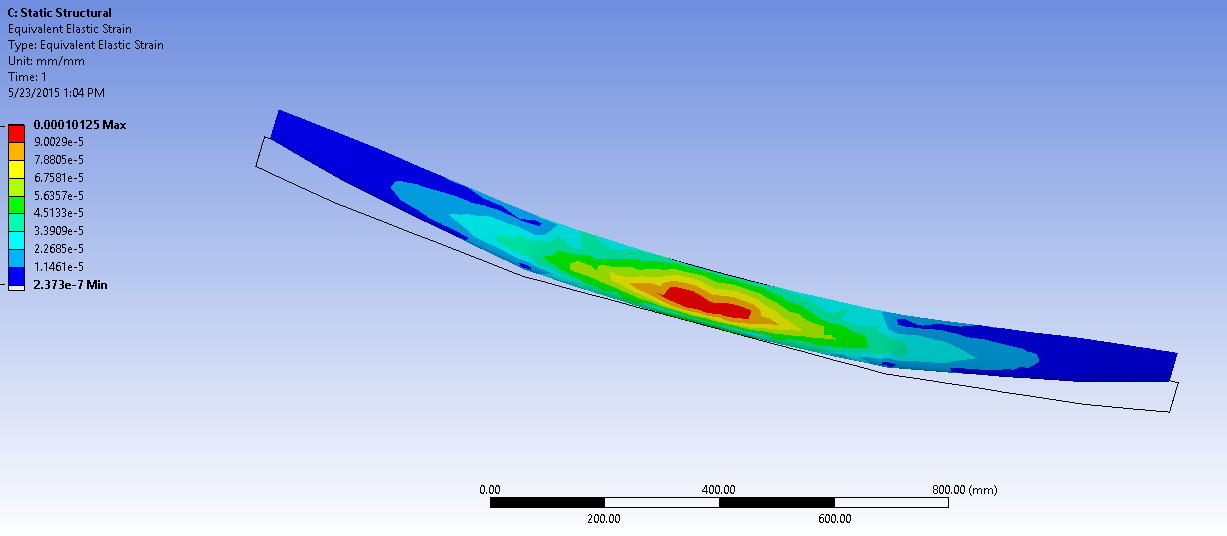 C: Static Structural
Equivalent Elastic Strain
Type: Equivalent Elastic Strain
Unit: mm/mm
Time: 1
5/23/2015 1:04 PM
0.00010125 Max
9.0029e-5
7.8805e-5
6.7581e-5
5.6357e-5
4.5133e-5
3.3909e-5
2.2685e-5
1.1461e-5
2.373e-7 Min
0.00 400.00 800.00 (mm)
200.00 600.00